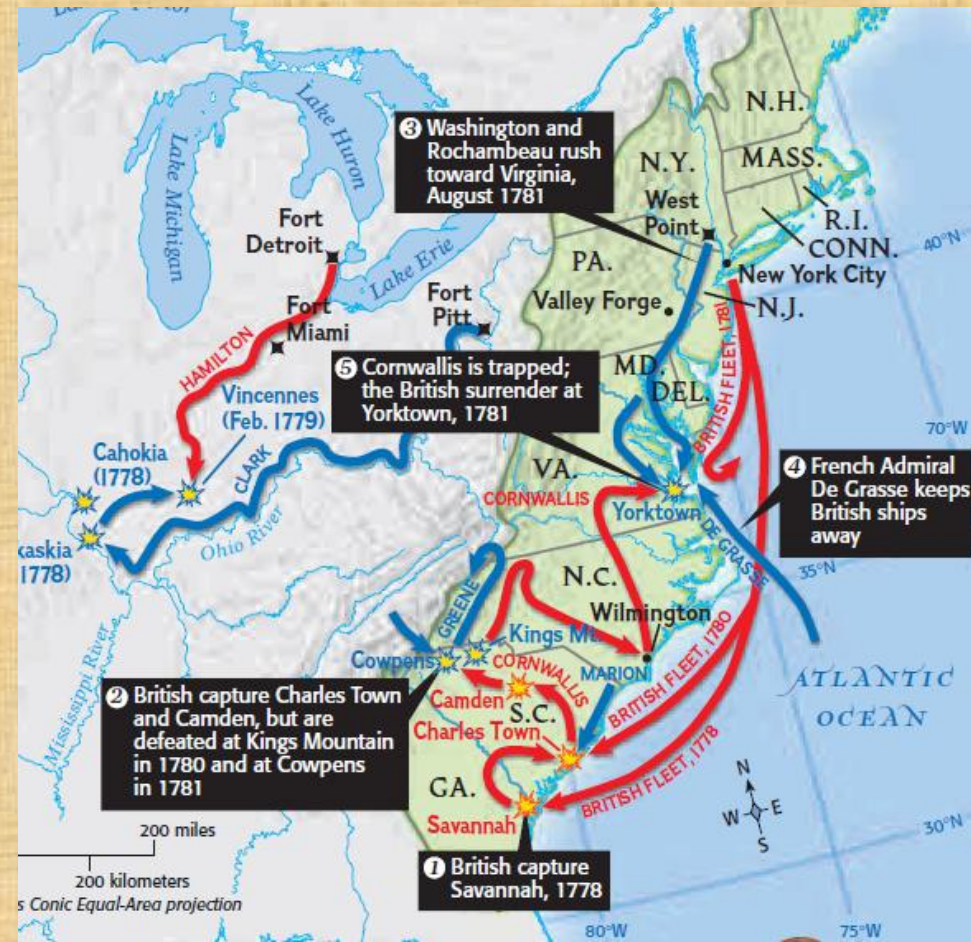 Lake Michigan
Lake Huron
Lake Erie
N.H.
③ Washington and
Rochambeau rush
toward Virginia,
August 1781
N.Y.
MASS.
West
Point
R.I.
CONN.
40°N
Fort
Detroit
New York City
PA.
Fort
Pitt
Valley Forge
N.J.
Fort
Miami
HAMILTON
BRITISH FLEET, 1781
⑤ Cornwallis is trapped;
the British surrender at
Yorktown, 1781
MD.
DEL.
Vincennes
(Feb. 1779)
70°W
Cahokia
(1778)
CLARK
VA.
④ French Admiral
De Grasse keeps
British ships
away
CORNWALLIS
Yorktown
DE GRASSE
kaskia
1778)
Ohio River
35°N
N.C.
GREENE
Wilmington
Kings Mt.
Cowpens
CORNWALLIS
MARION
BRITISH FLEET, 1780
ATLANTIC
OCEAN
Mississippi River
② British capture Charles Town
and Camden, but are
defeated at Kings Mountain
in 1780 and at Cowpens
in 1781
Camden
S.C.
Charles Town
BRITISH FLEET, 1778
GA.
N
W E
S
Savannah
30°N
200 miles
① British capture
Savannah, 1778
200 kilometers
s Conic Equal-Area projection
80°W
75°W